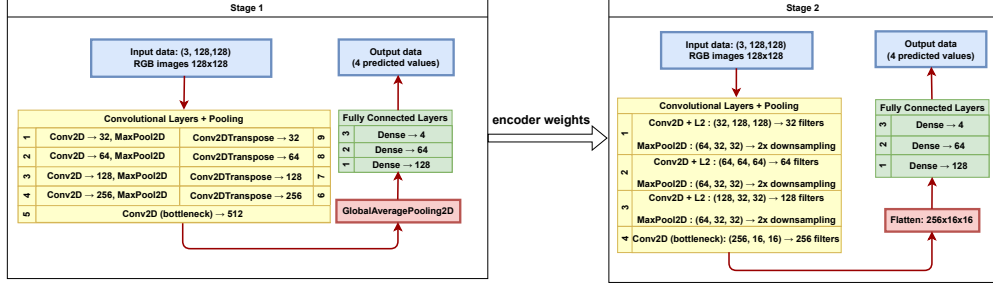 Stage 1
Input data: (3, 128,128)
RGB images 128x128
Output data
(4 predicted values)
Convolutional Layers + Pooling
1 Conv2D → 32, MaxPool2D Conv2DTranspose → 32 9
2 Conv2D → 64, MaxPool2D Conv2DTranspose → 64 8
3 Conv2D → 128, MaxPool2D Conv2DTranspose → 128 7
4 Conv2D → 256, MaxPool2D Conv2DTranspose → 256 6
5 Conv2D (bottleneck) → 512
Fully Connected Layers
3 Dense → 4
2 Dense → 64
1 Dense → 128
GlobalAveragePooling2D
encoder weights
Stage 2
Input data: (3, 128,128)
RGB images 128x128
Output data
(4 predicted values)
Convolutional Layers + Pooling
1 Conv2D + L2 : (32, 128, 128) → 32 filters
MaxPool2D : (64, 32, 32) → 2x downsampling
2 Conv2D + L2 : (64, 64, 64) → 64 filters
MaxPool2D : (64, 32, 32) → 2x downsampling
3 Conv2D + L2 : (128, 32, 32) → 128 filters
MaxPool2D : (64, 32, 32) → 2x downsampling
4 Conv2D (bottleneck): (256, 16, 16) → 256 filters
Fully Connected Layers
3 Dense → 4
2 Dense → 64
1 Dense → 128
Flatten: 256x16x16